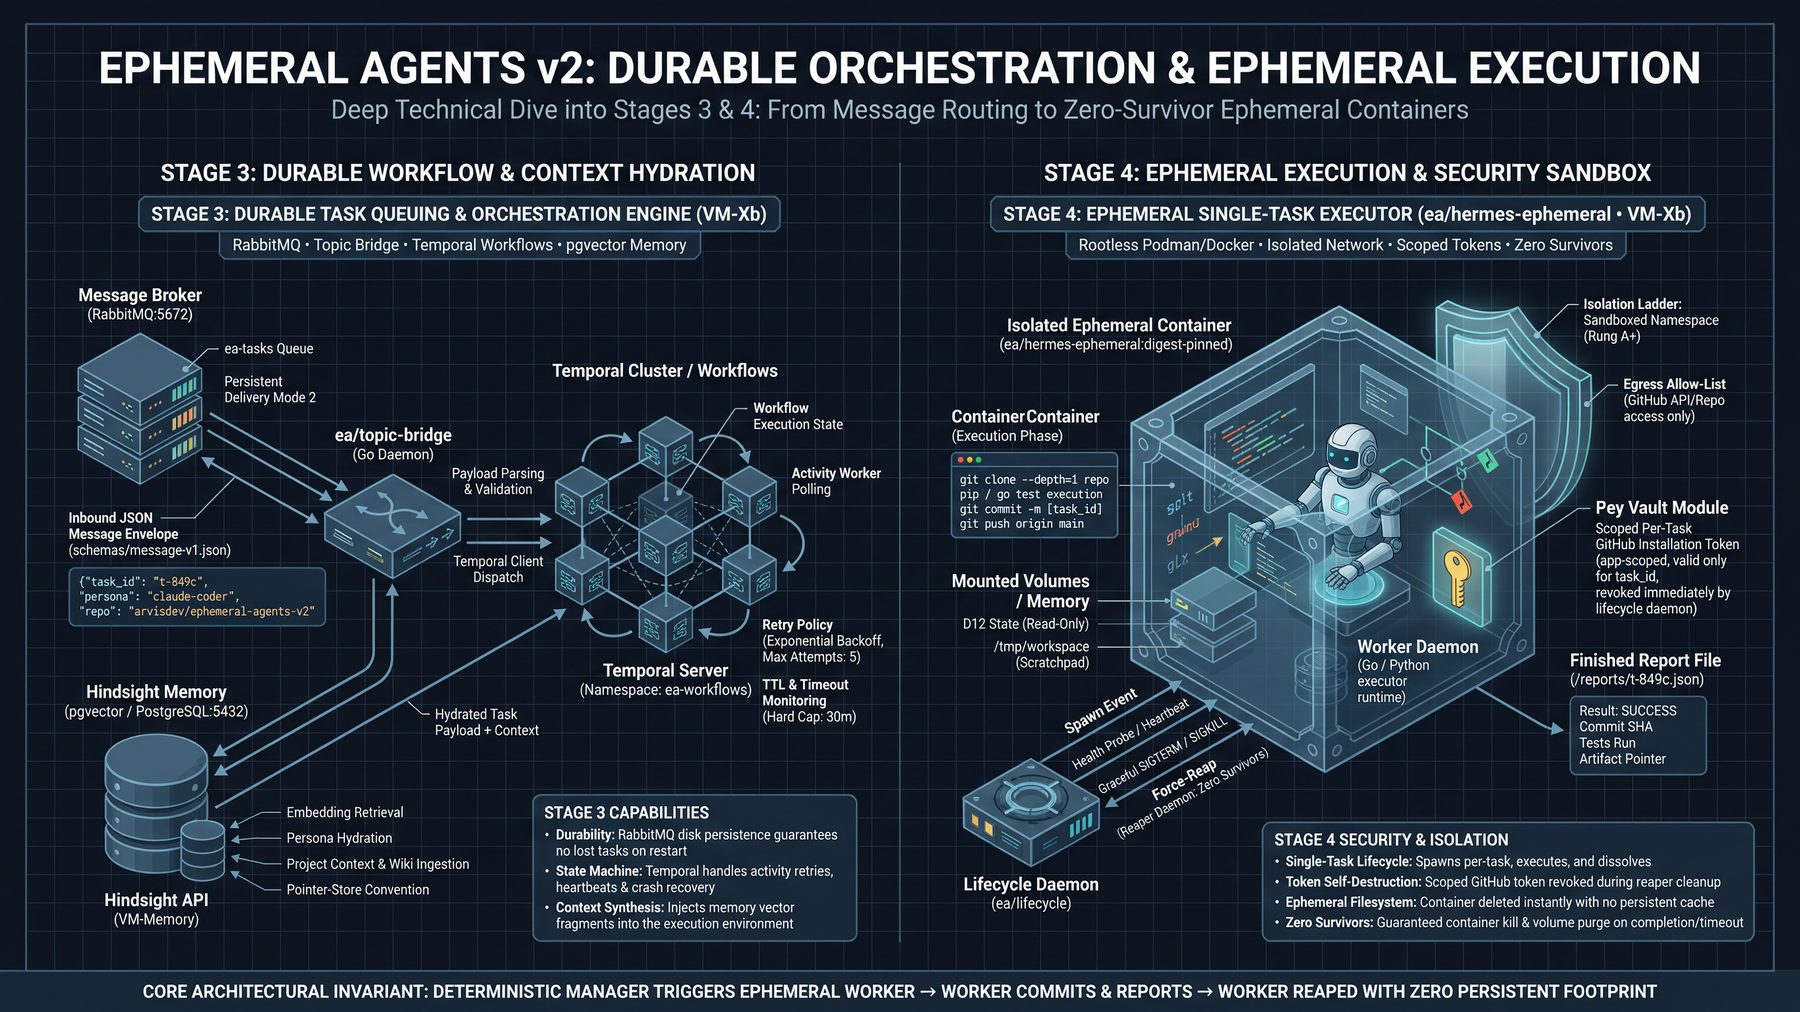 EPHEMERAL AGENTS v2: DURABLE ORCHESTRATION & EPHEMERAL EXECUTION
Deep Technical Dive into Stages 3 & 4: From Message Routing to Zero-Survivor Ephemeral Containers
STAGE 3: DURABLE WORKFLOW & CONTEXT HYDRATION
STAGE 3: DURABLE TASK QUEUING & ORCHESTRATION ENGINE (VM-Xb)
RabbitMQ • Topic Bridge • Temporal Workflows • pgvector Memory
Message Broker
(RabbitMQ:5672)
ea-tasks Queue
Persistent
Delivery Mode 2
Inbound JSON
Message Envelope
(schemas/message-v1.json)
{"task_id": "t-849c",
"persona": "claude-coder",
"repo": "arvisdev/ephemeral-agents-v2"
ea/topic-bridge
(Go Daemon)
Payload Parsing
& Validation
Temporal Client
Dispatch
Temporal Cluster / Workflows
Workflow
Execution State
Activity Worker
Polling
Retry Policy
(Exponential Backoff,
Max Attempts: 5)
Temporal Server
(Namespace: ea-workflows)
TTL & Timeout
Monitoring
(Hard Cap: 30m)
Hindsight Memory
(pgvector / PostgreSQL:5432)
Hydrated Task
Payload + Context
Embedding Retrieval
Persona Hydration
Project Context & Wiki Ingestion
Pointer-Store Convention
Hindsight API
(VM-Memory)
STAGE 3 CAPABILITIES
• Durability: RabbitMQ disk persistence guarantees
no lost tasks on restart
• State Machine: Temporal handles activity retries,
heartbeats & crash recovery
• Context Synthesis: Injects memory vector
fragments into the execution environment
STAGE 4: EPHEMERAL EXECUTION & SECURITY SANDBOX
STAGE 4: EPHEMERAL SINGLE-TASK EXECUTOR (ea/hermes-ephemeral • VM-Xb)
Rootless Podman/Docker • Isolated Network • Scoped Tokens • Zero Survivors
Isolated Ephemeral Container
(ea/hermes-ephemeral:digest-pinned)
Isolation Ladder:
Sandboxed Namespace
(Rung A+)
Egress Allow-List
(GitHub API/Repo
access only)
ContainerContainer
(Execution Phase)
git clone --depth=1 repo
pip / go test execution
git commit -m [task_id]
git push origin main
Mounted Volumes
/ Memory
D12 State (Read-Only)
/tmp/workspace
(Scratchpad)
Pey Vault Module
Scoped Per-Task
GitHub Installation Token
(app-scoped, valid only
for task_id,
revoked immediately by
lifecycle daemon)
Worker Daemon
(Go / Python
executor
runtime)
Finished Report File
(/reports/t-849c.json)
Result: SUCCESS
Commit SHA
Tests Run
Artifact Pointer
Spawn Event
Health Probe / Heartbeat
Graceful SIGTERM / SIGKILL
Force-Reap
(Reaper Daemon: Zero Survivors)
Lifecycle Daemon
(ea/lifecycle)
STAGE 4 SECURITY & ISOLATION
• Single-Task Lifecycle: Spawns per-task, executes, and dissolves
• Token Self-Destruction: Scoped GitHub token revoked during reaper cleanup
• Ephemeral Filesystem: Container deleted instantly with no persistent cache
• Zero Survivors: Guaranteed container kill & volume purge on completion/timeout
CORE ARCHITECTURAL INVARIANT: DETERMINISTIC MANAGER TRIGGERS EPHEMERAL WORKER → WORKER COMMITS & REPORTS → WORKER REAPED WITH ZERO PERSISTENT FOOTPRINT